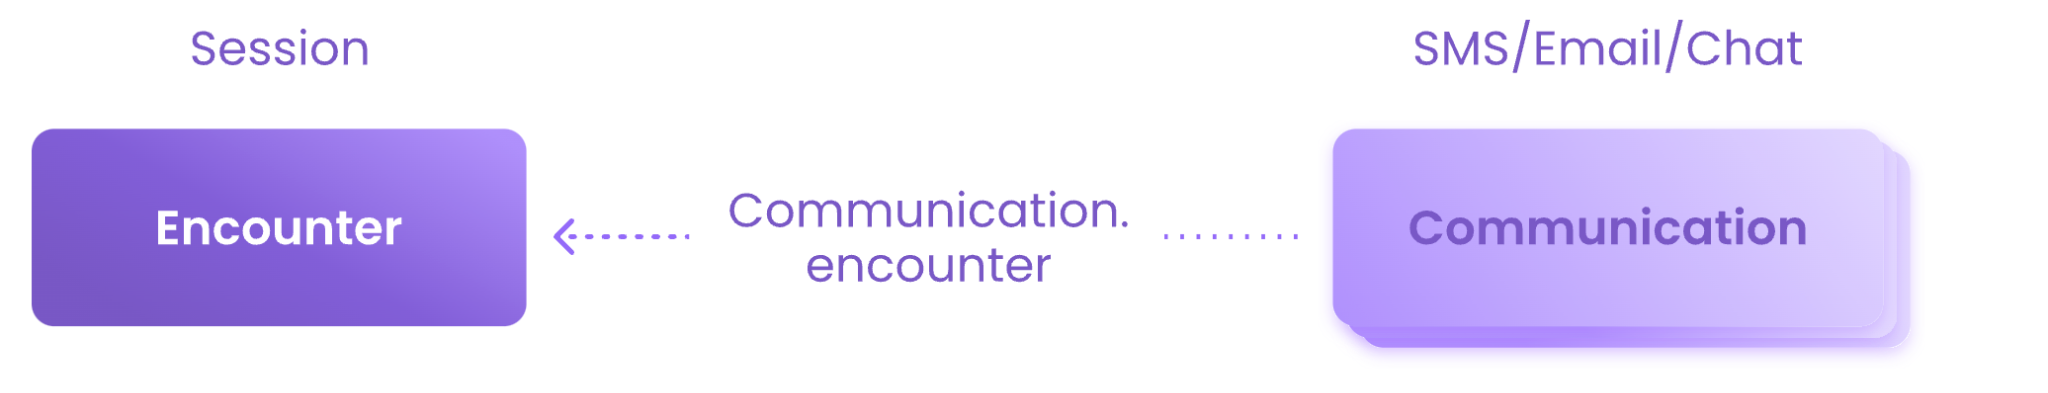 Session
SMS/Email/Chat
Encounter
Communication.
encounter
Communication